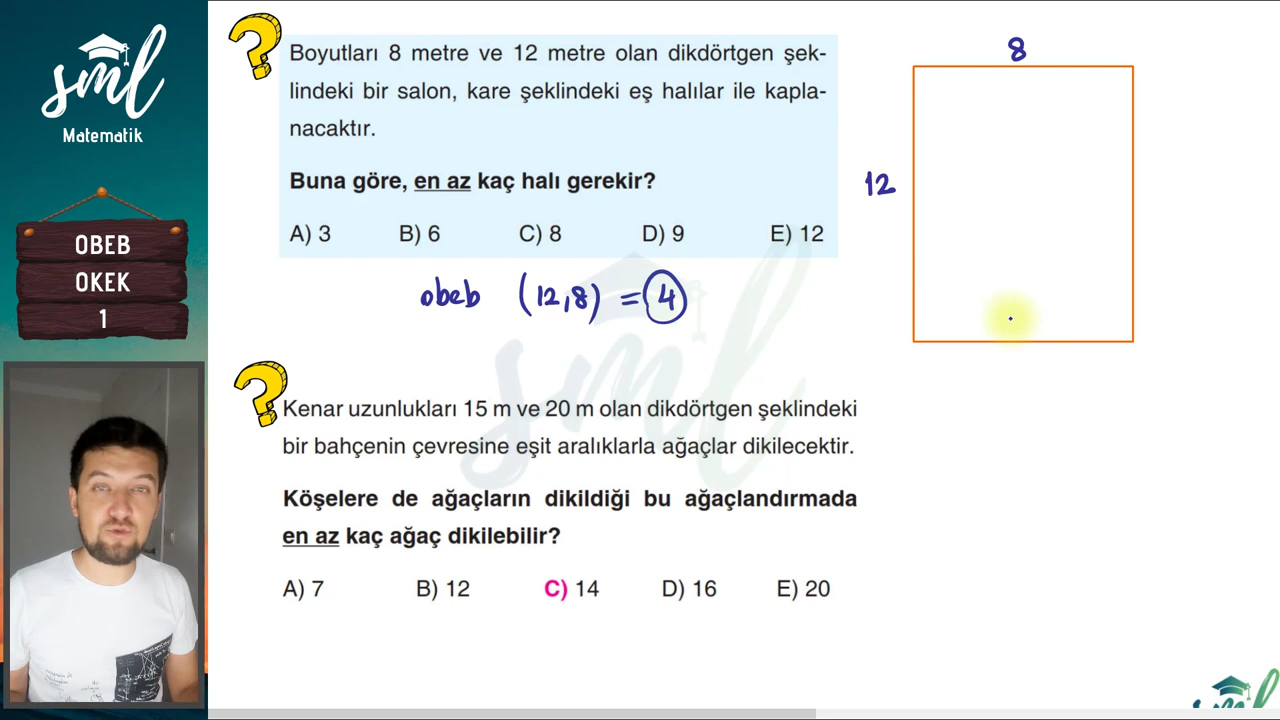 sml
Matematik
OBEB
OKEK
1
Boyutları 8 metre ve 12 metre olan dikdörtgen şek-
lindeki bir salon, kare şeklindeki eş halılar ile kapla-
nacaktır.
Buna göre, en az kaç halı gerekir?
A) 3 B) 6 C) 8 D) 9 E) 12
obeb (12,8) = 4
8
12
Kenar uzunlukları 15 m ve 20 m olan dikdörtgen şeklindeki
bir bahçenin çevresine eşit aralıklarla ağaçlar dikilecektir.
Köşelere de ağaçların dikildiği bu ağaçlandırmada
en az kaç ağaç dikilebilir?
A) 7 B) 12 C) 14 D) 16 E) 20
sml